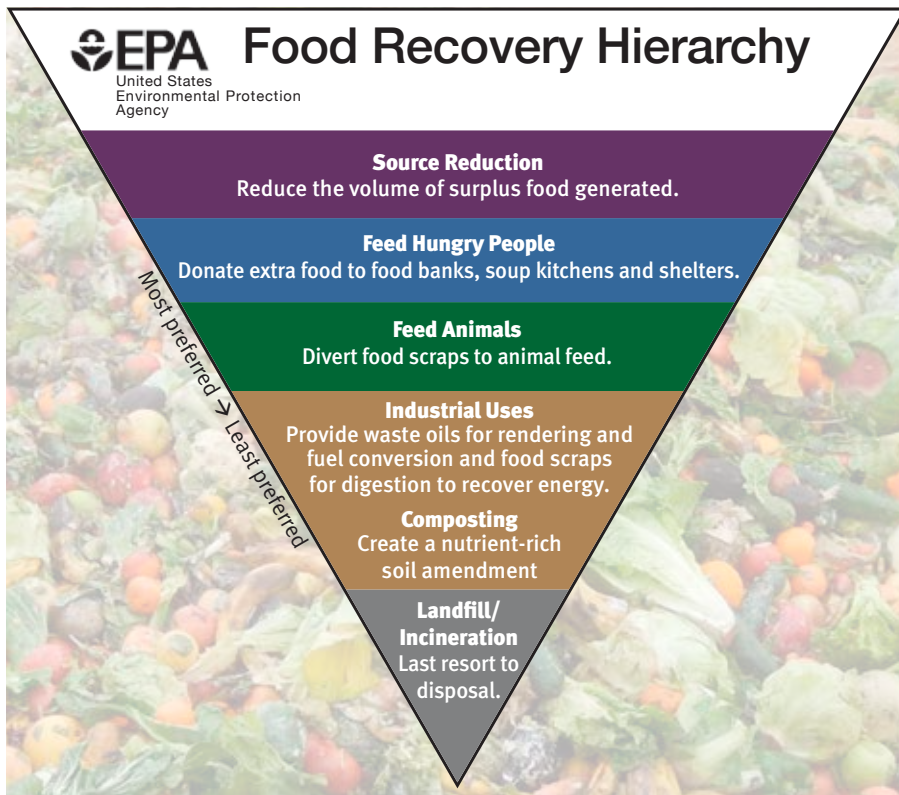 EPA
Food Recovery Hierarchy
United States
Environmental Protection
Agency
Source Reduction
Reduce the volume of surplus food generated.
Feed Hungry People
Donate extra food to food banks, soup kitchens and shelters.
Feed Animals
Divert food scraps to animal feed.
Industrial Uses
Provide waste oils for rendering and
fuel conversion and food scraps
for digestion to recover energy.
Composting
Create a nutrient-rich
soil amendment
Landfill/
Incineration
Last resort to
disposal.
Most preferred > Least preferred